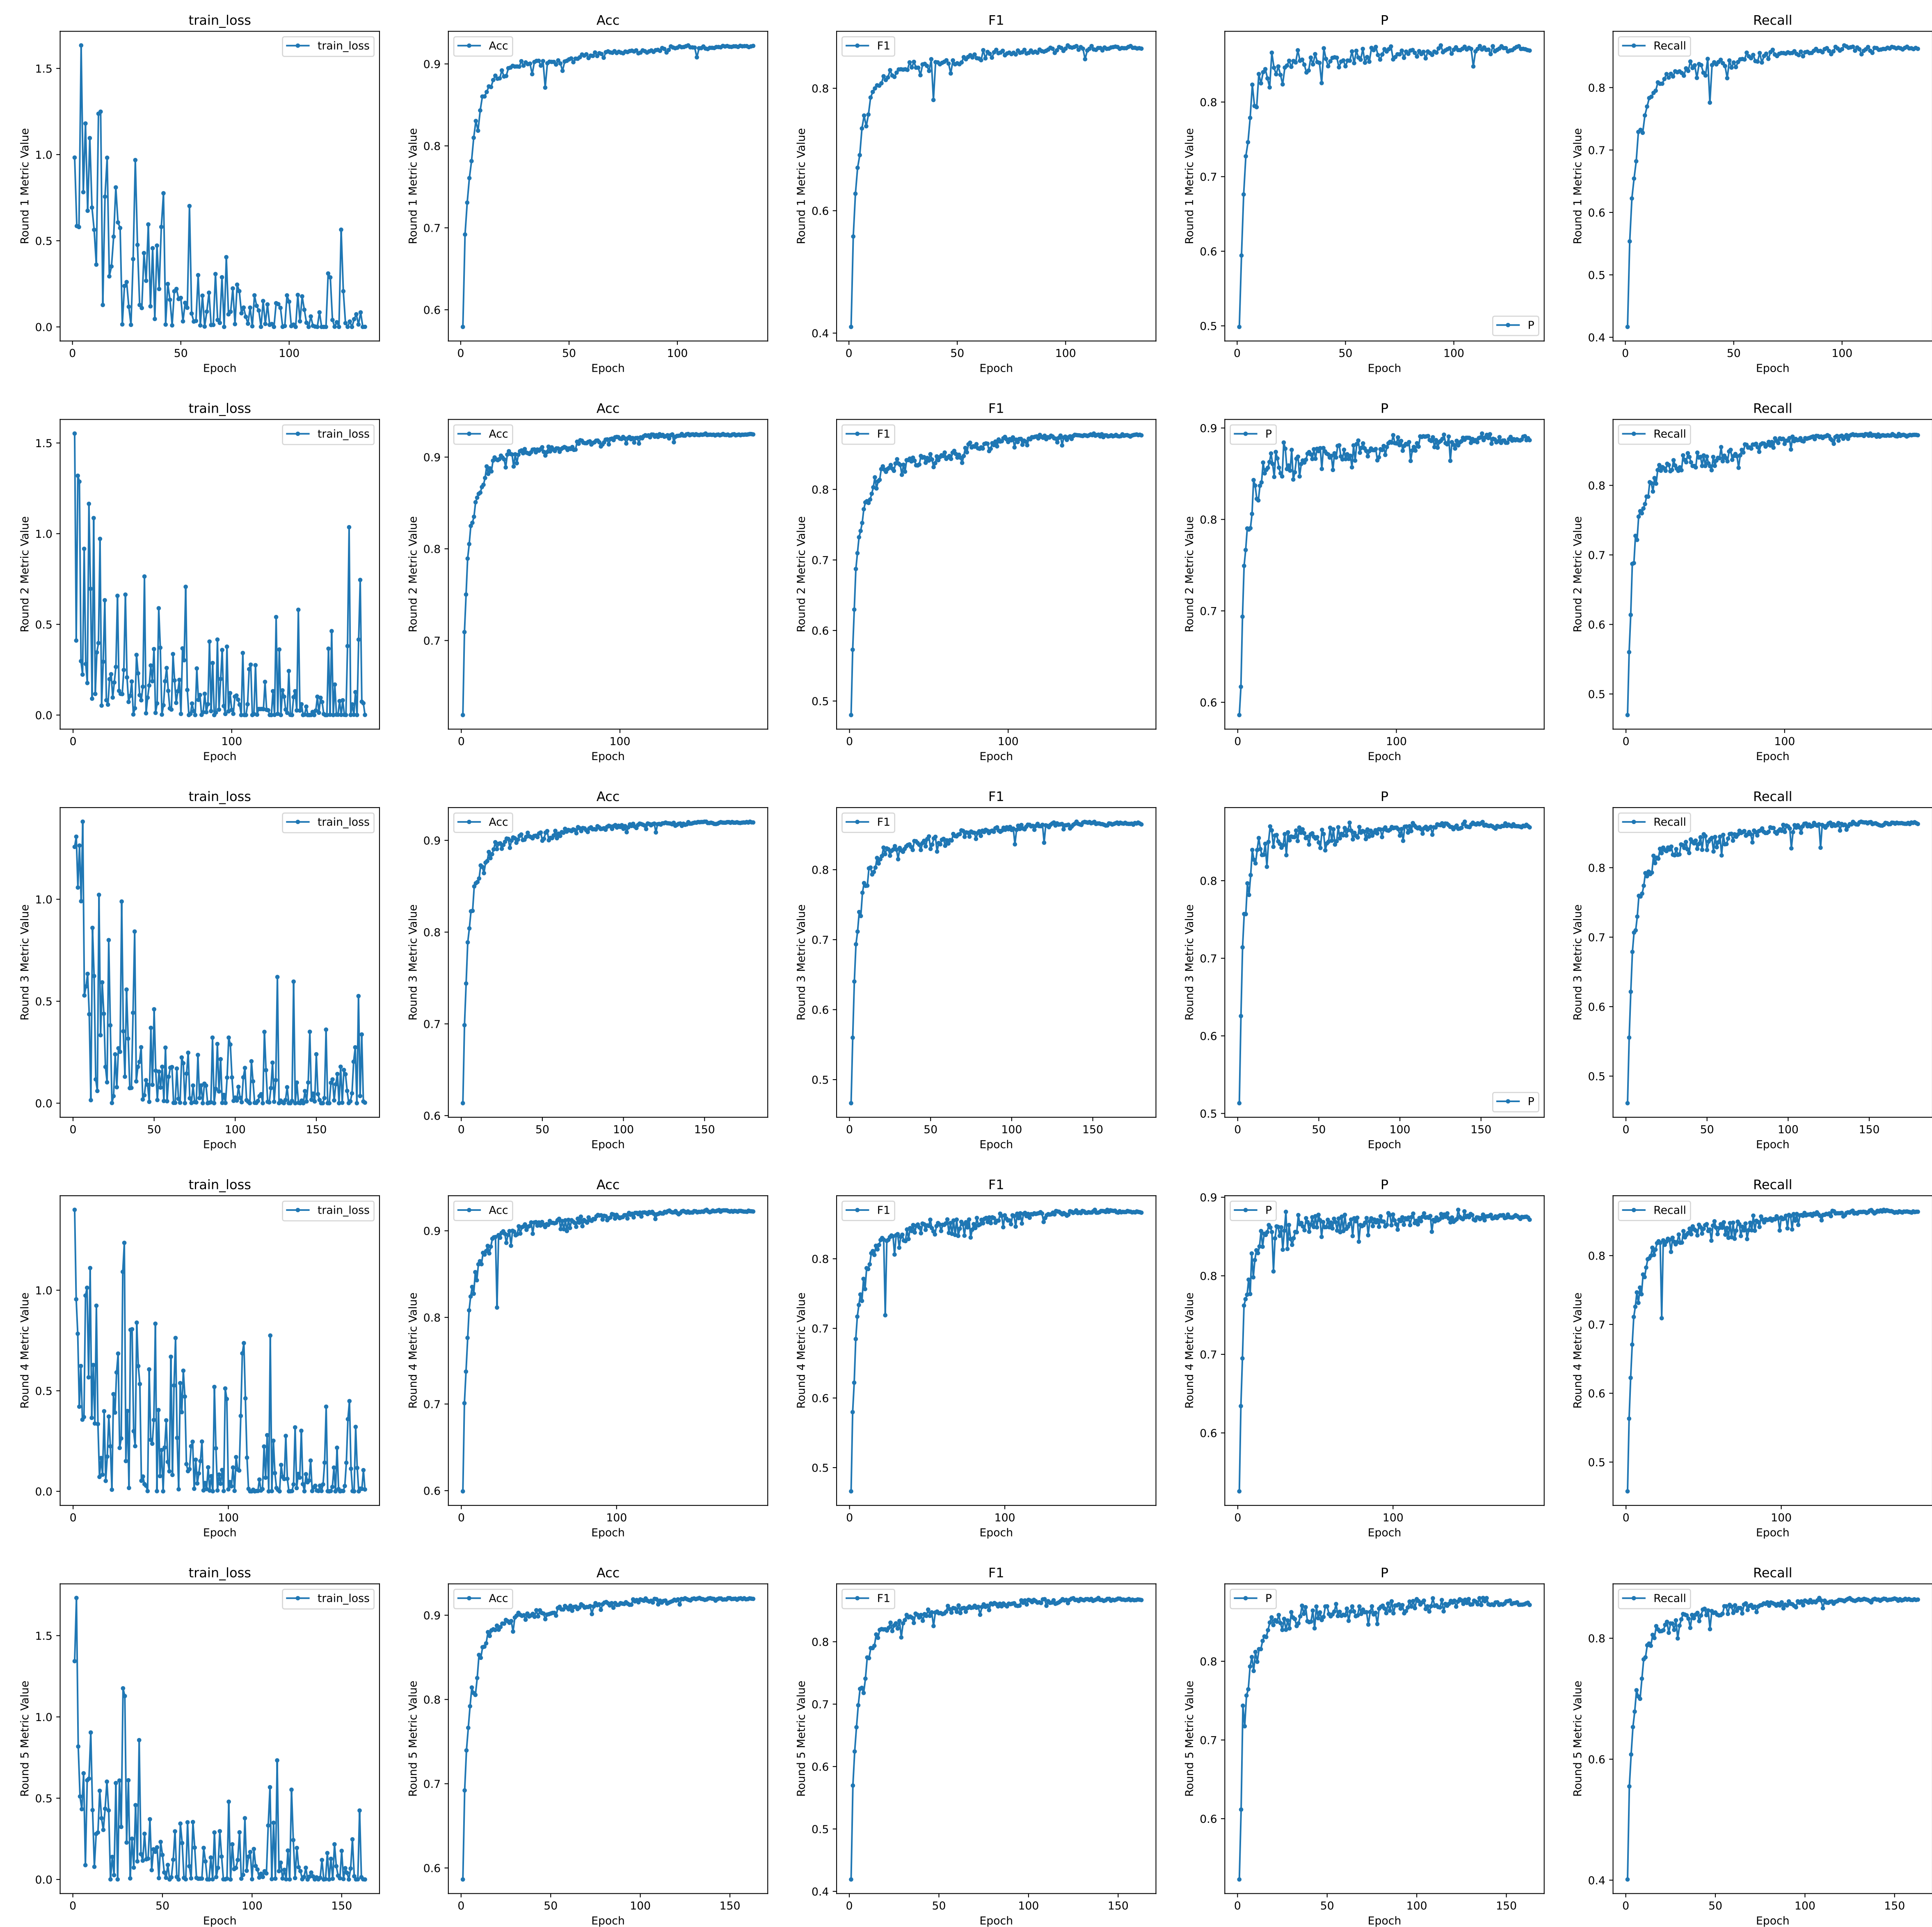 train_loss Acc F1 P Recall
train_loss Acc F1 P Recall
Round 1 Metric Value Round 1 Metric Value Round 1 Metric Value Round 1 Metric Value Round 1 Metric Value
1.5 1.0 0.5 0.0
0.9 0.8 0.7 0.6
0.8 0.6 0.4
0.8 0.7 0.6 0.5
0.8 0.7 0.6 0.5 0.4
0 50 100 0 50 100 0 50 100 0 50 100 0 50 100
Epoch Epoch Epoch Epoch Epoch
train_loss Acc F1 P Recall
train_loss Acc F1 P Recall
Round 2 Metric Value Round 2 Metric Value Round 2 Metric Value Round 2 Metric Value Round 2 Metric Value
1.5 1.0 0.5 0.0
0.9 0.8 0.7
0.8 0.7 0.6 0.5
0.9 0.8 0.7 0.6
0.8 0.7 0.6 0.5
0 100 0 100 0 100 0 100 0 100
Epoch Epoch Epoch Epoch Epoch
train_loss Acc F1 P Recall
train_loss Acc F1 P Recall
Round 3 Metric Value Round 3 Metric Value Round 3 Metric Value Round 3 Metric Value Round 3 Metric Value
1.0 0.5 0.0
0.9 0.8 0.7 0.6
0.8 0.7 0.6 0.5
0.8 0.7 0.6 0.5
0.8 0.7 0.6 0.5
0 50 100 150 0 50 100 150 0 50 100 150 0 50 100 150 0 50 100 150
Epoch Epoch Epoch Epoch Epoch
train_loss Acc F1 P Recall
train_loss Acc F1 P Recall
Round 4 Metric Value Round 4 Metric Value Round 4 Metric Value Round 4 Metric Value Round 4 Metric Value
1.0 0.5 0.0
0.9 0.8 0.7 0.6
0.8 0.7 0.6 0.5
0.9 0.8 0.7 0.6
0.8 0.7 0.6 0.5
0 100 0 100 0 100 0 100 0 100
Epoch Epoch Epoch Epoch Epoch
train_loss Acc F1 P Recall
train_loss Acc F1 P Recall
Round 5 Metric Value Round 5 Metric Value Round 5 Metric Value Round 5 Metric Value Round 5 Metric Value
1.5 1.0 0.5 0.0
0.9 0.8 0.7 0.6
0.8 0.7 0.6 0.5 0.4
0.8 0.7 0.6
0.8 0.6 0.4
0 50 100 150 0 50 100 150 0 50 100 150 0 50 100 150 0 50 100 150
Epoch Epoch Epoch Epoch Epoch